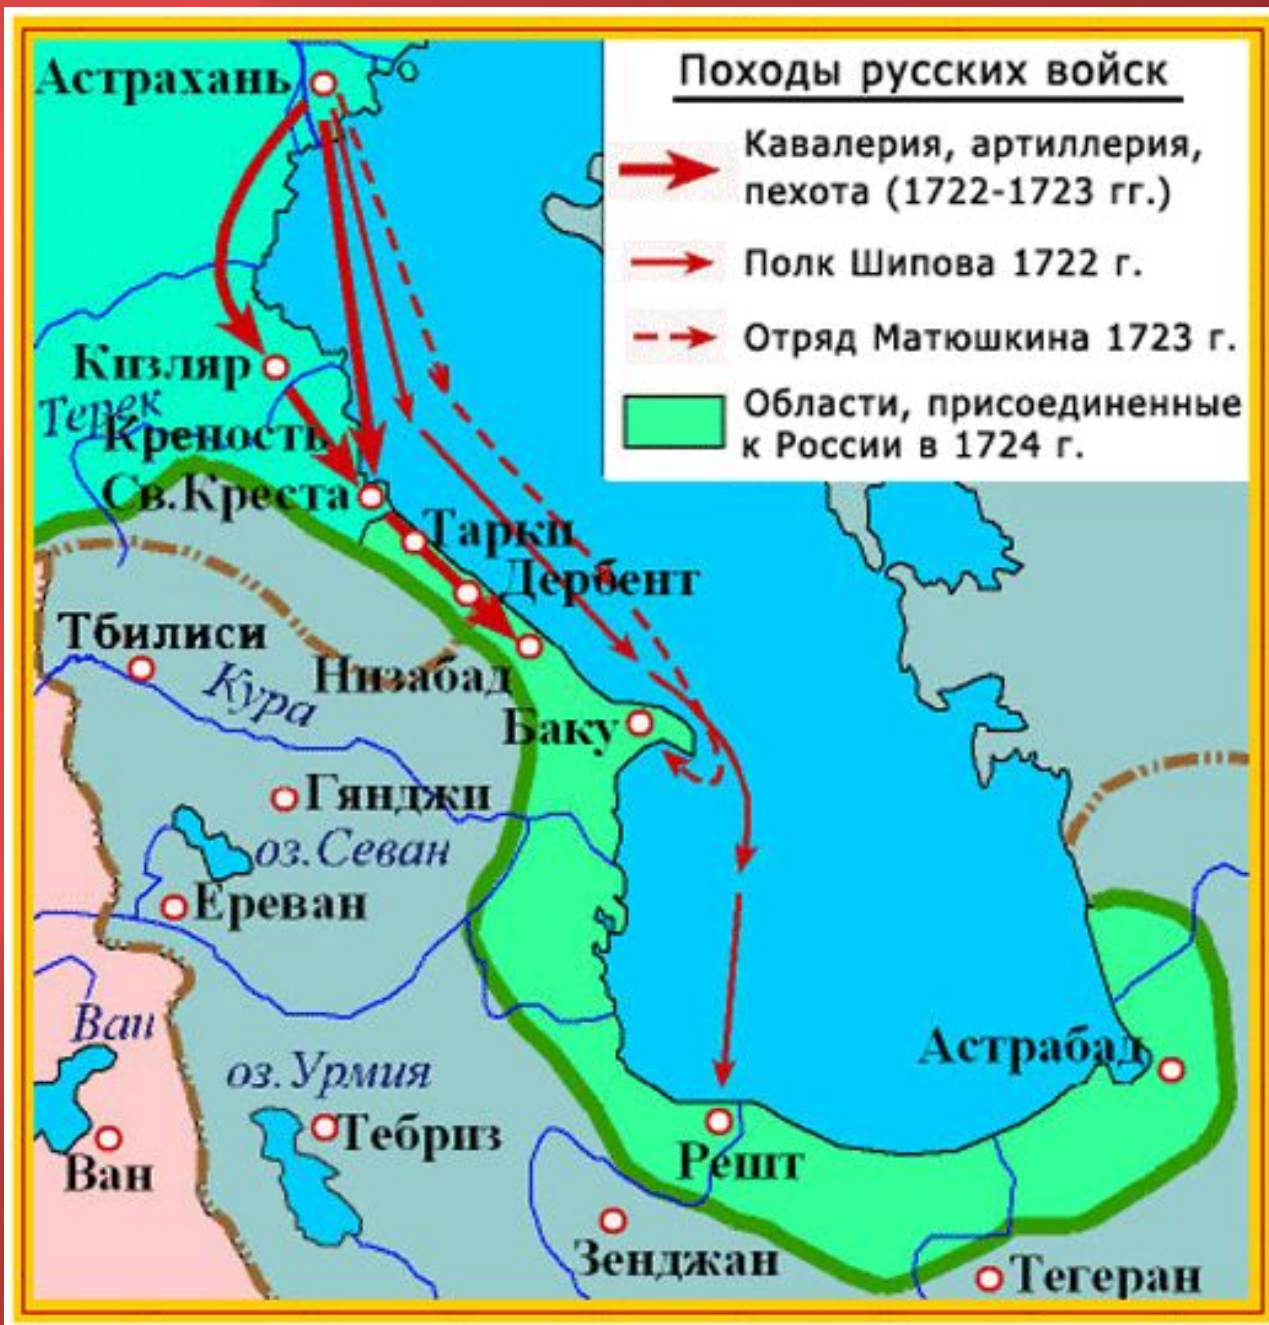 Астрахань
Походы русских войск
Кавалерия, артиллерия,
пехота (1722-1723 гг.)
Полк Шипова 1722 г.
Отряд Матюшкина 1723 г.
Области, присоединенные
к России в 1724 г.
Кизляр
Терек
Крепость
Св.Креста
Тарки
Дербент
Тбилиси
Кура
Низабад
Баку
Гянджи
оз.Севан
Ереван
Ван
Астрабад
оз.Урмия
Тебриз
Ван
Решт
Зенджан
Тегеран